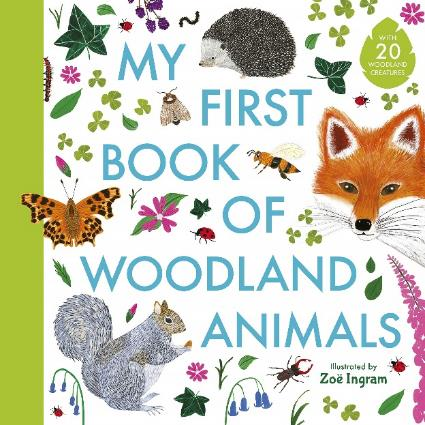 MY
FIRST
BOOK
OF
WOODLAND
ANIMALS
WITH
20
WOODLAND
CREATURES
Illustrated by
Zoë Ingram